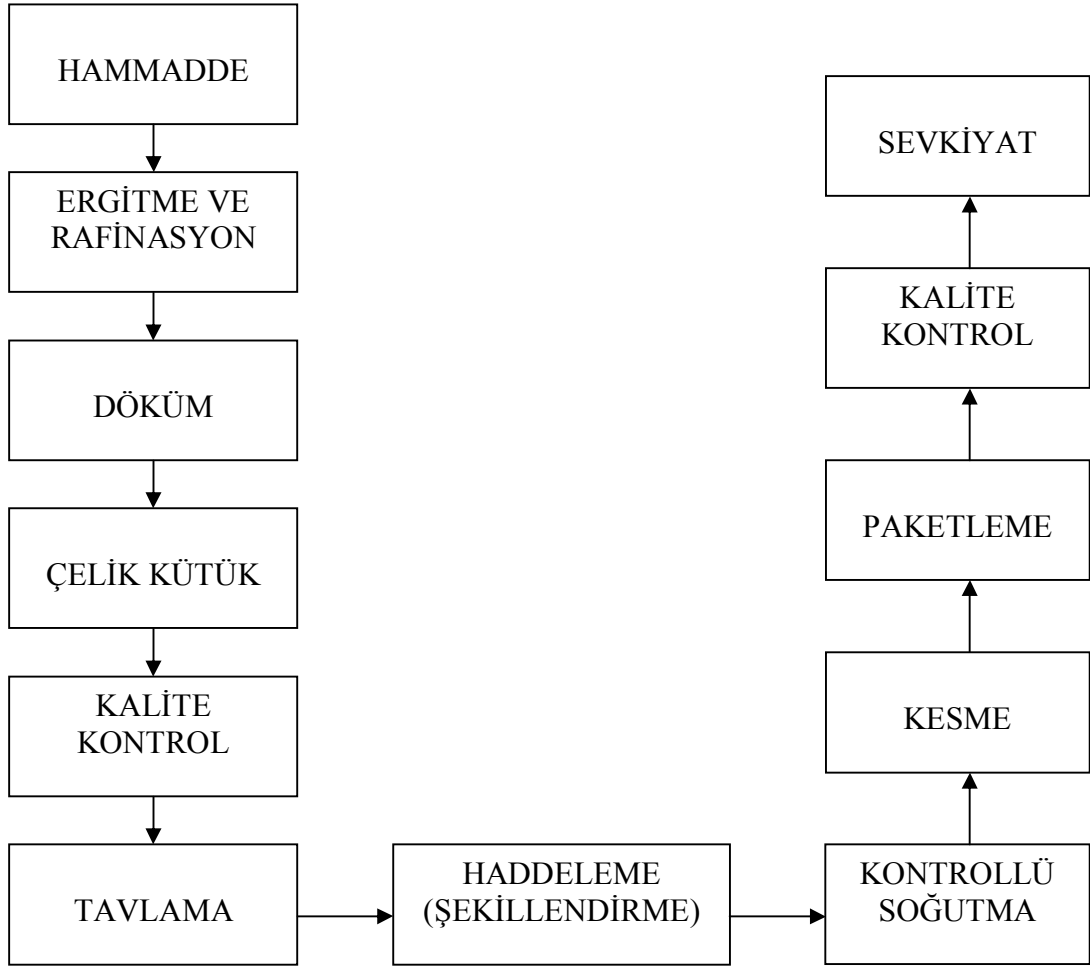 HAMMADDE
ERGİTME VE
RAFİNASYON
DÖKÜM
ÇELİK KÜTÜK
KALİTE
KONTROL
TAVLAMA
HADDELEME
(ŞEKİLLENDİRME)
KONTROLLÜ
SOĞUTMA
KESME
PAKETLEME
KALİTE
KONTROL
SEVKİYAT